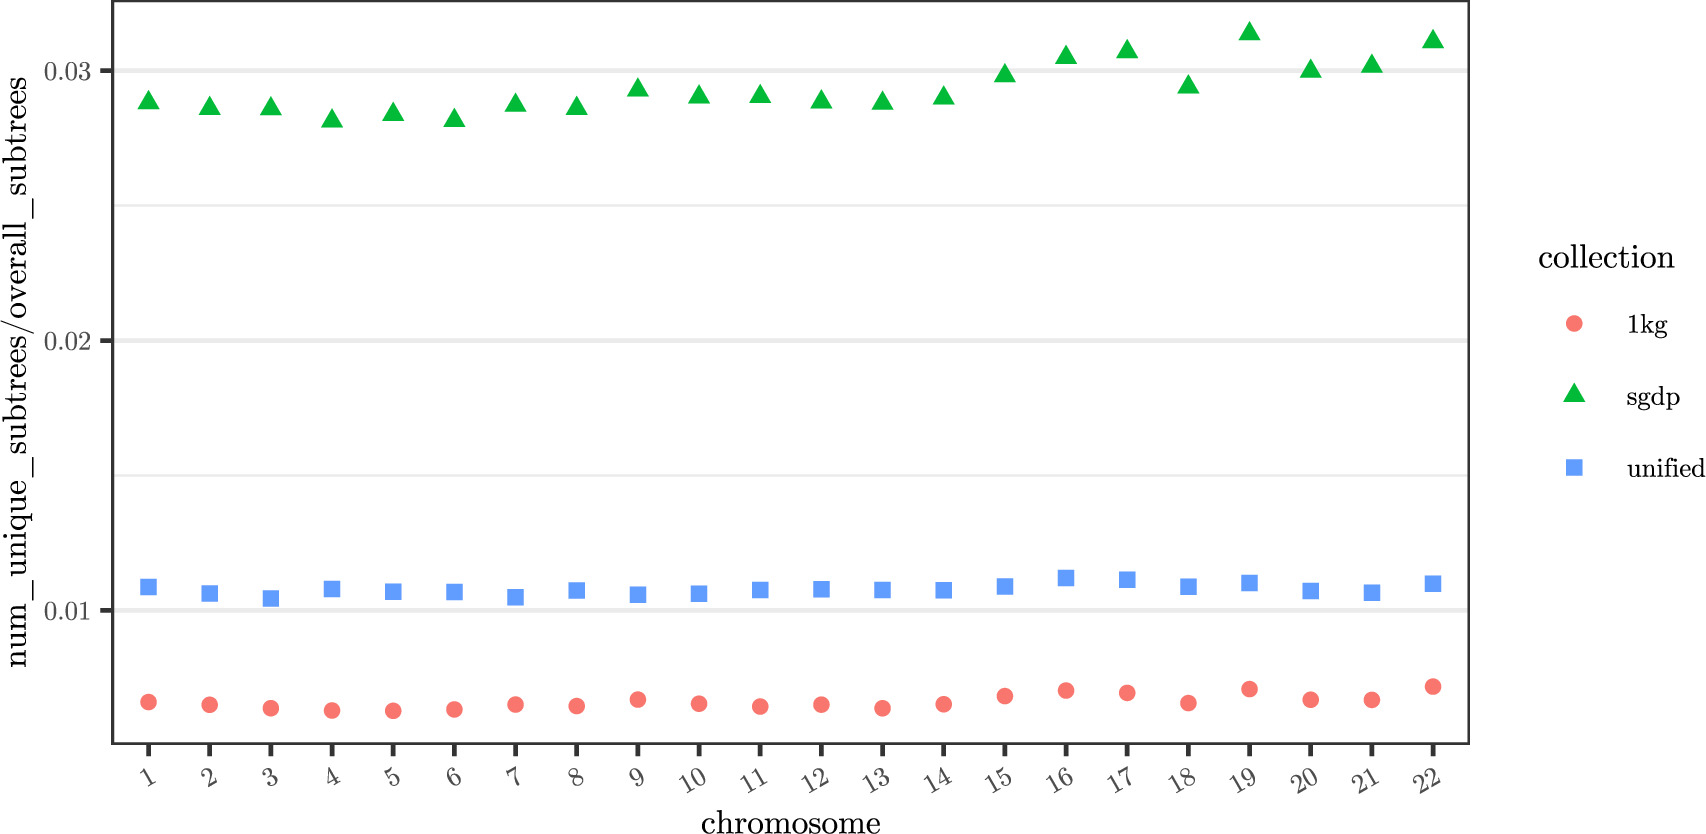 num_unique_subtrees/overall_subtrees
0.03
0.02
0.01
1 2 3 4 5 6 7 8 9 10 11 12 13 14 15 16 17 18 19 20 21 22
chromosome
collection
1kg
sgdp
unified